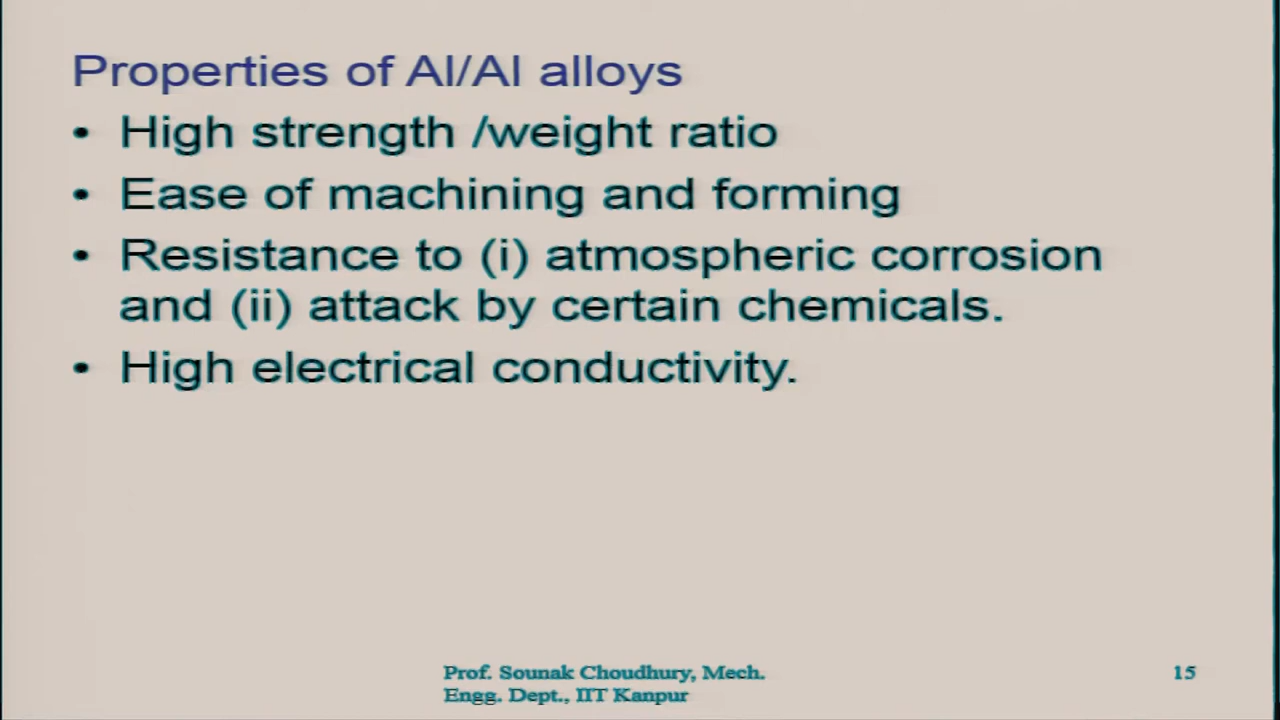 Properties of Al/Al alloys
• High strength /weight ratio
• Ease of machining and forming
• Resistance to (i) atmospheric corrosion
and (ii) attack by certain chemicals.
• High electrical conductivity.
Prof. Sounak Choudhury, Mech.
Engg. Dept., IIT Kanpur
15